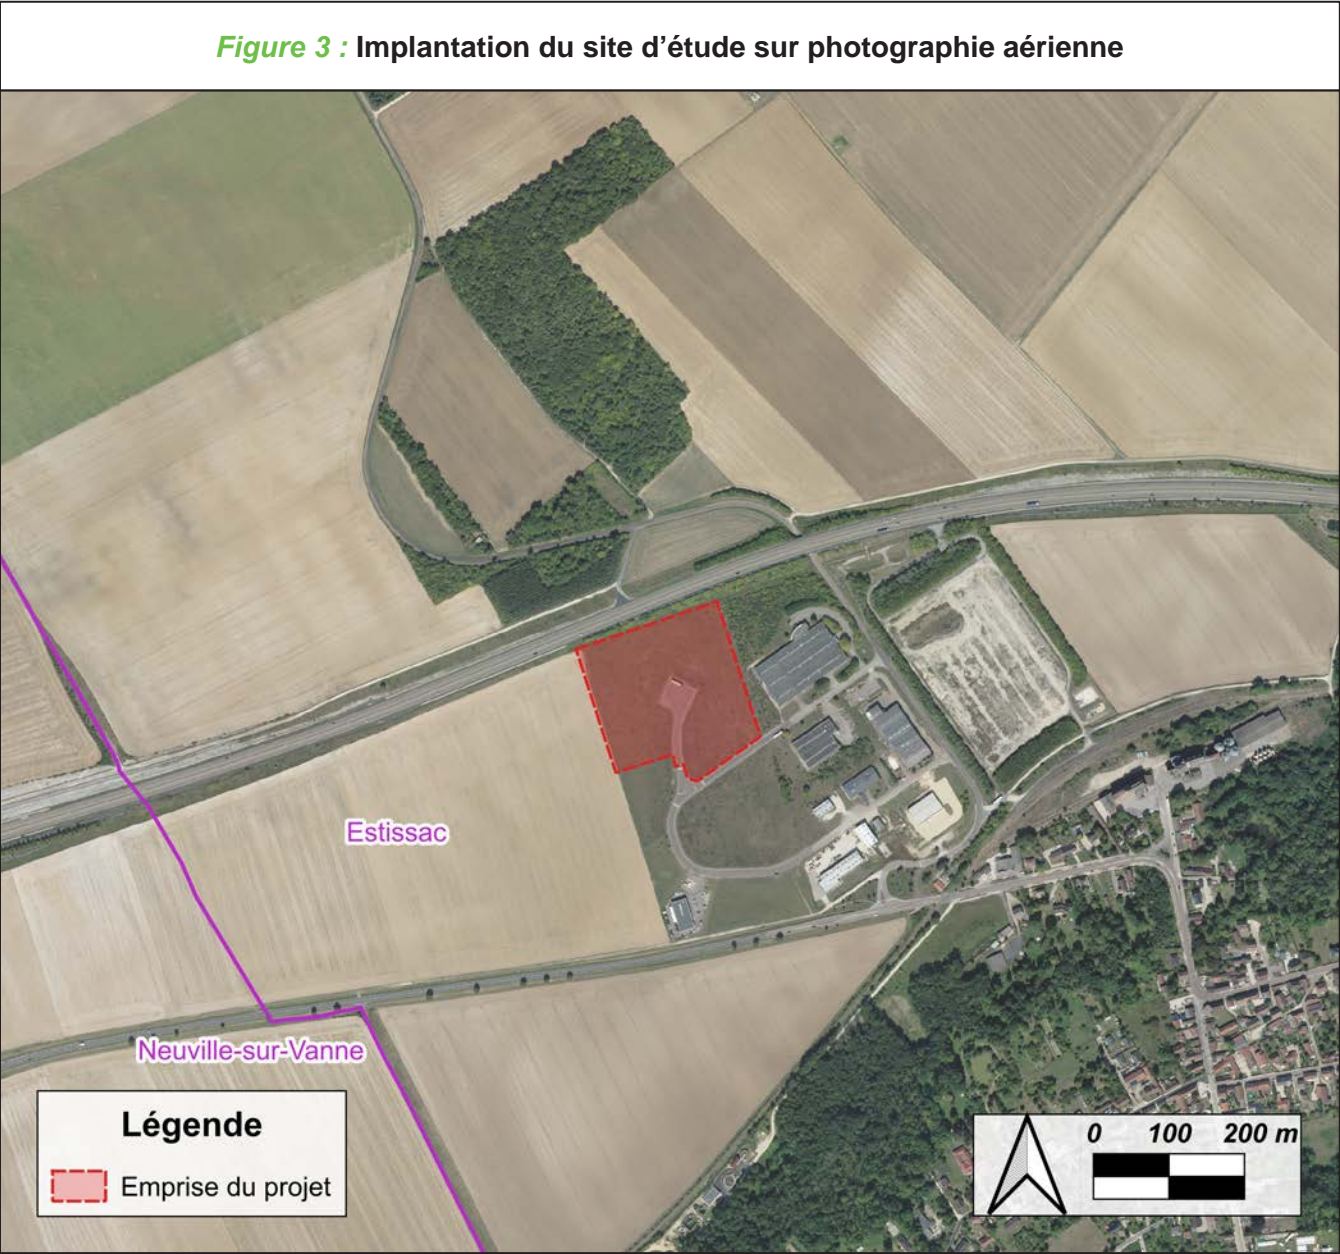 Figure 3 : Implantation du site d’étude sur photographie aérienne
Estissac
Neuville-sur-Vanne
Légende
Emprise du projet
0 100 200 m